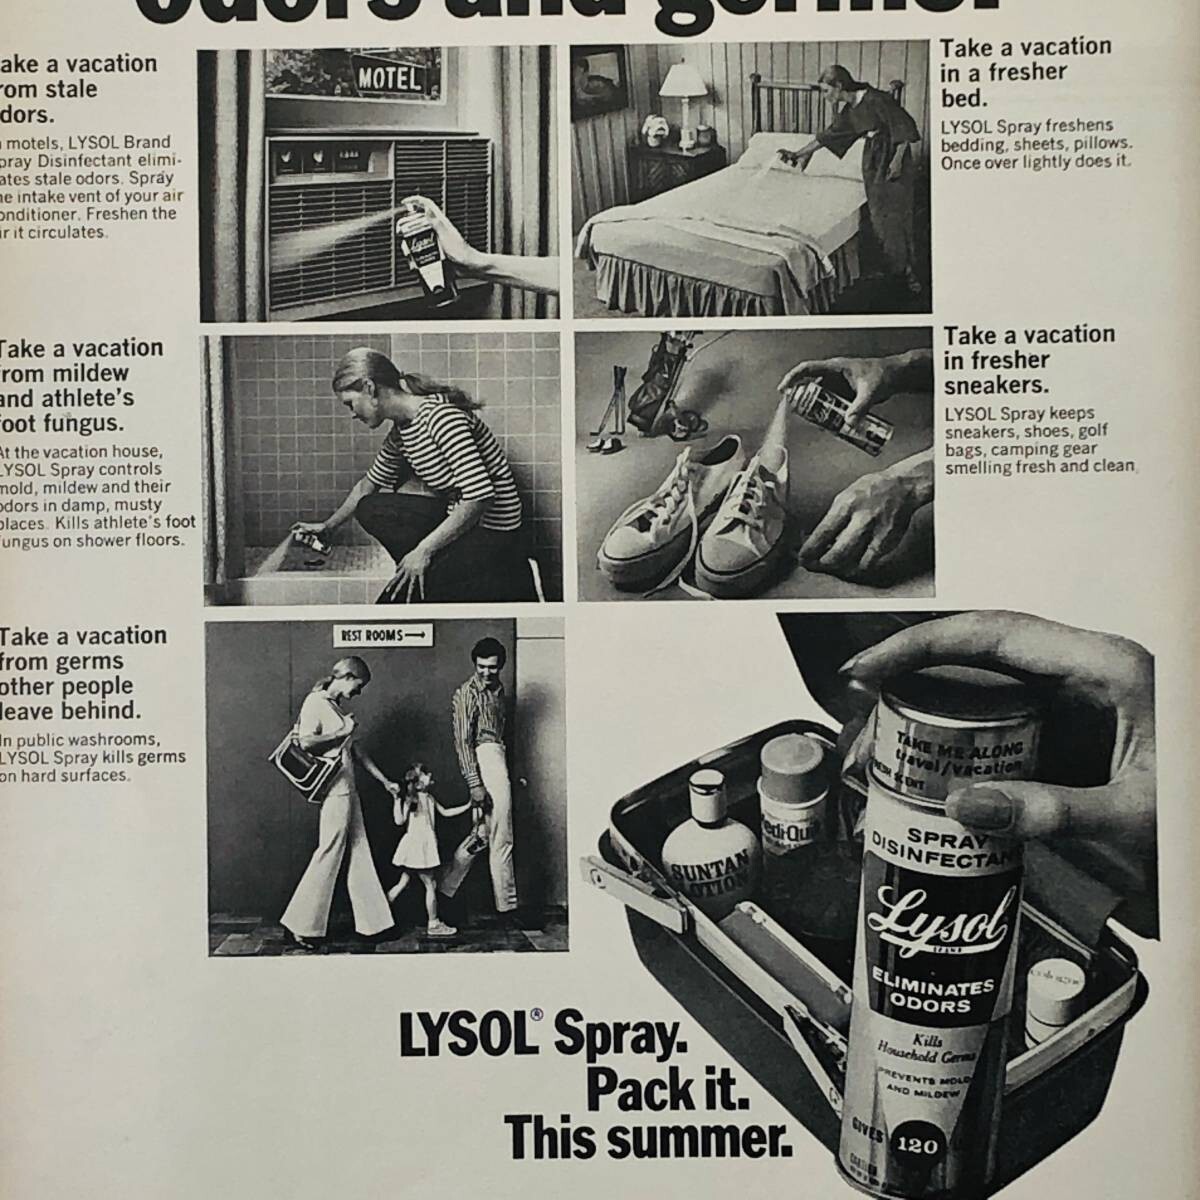 odors and germs.
ake a vacation
rom stale
dors.
motels, LYSOL Brand
pray Disinfectant elimi-
ates stale odors. Spray
he intake vent of your air
onditioner. Freshen the
ir it circulates.
MOTEL
Lysol
Take a vacation
in a fresher
bed.
LYSOL Spray freshens
bedding, sheets, pillows.
Once over lightly does it.
Take a vacation
from mildew
and athlete's
foot fungus.
At the vacation house,
LYSOL Spray controls
mold, mildew and their
odors in damp, musty
places. Kills athlete's foot
fungus on shower floors.
Take a vacation
in fresher
sneakers.
LYSOL Spray keeps
sneakers, shoes, golf
bags, camping gear
smelling fresh and clean.
Take a vacation
from germs
other people
leave behind.
In public washrooms,
LYSOL Spray kills germs
on hard surfaces.
REST ROOMS→
SUNTAN
LOTION
edi-Qui
TAKE ME ALONG
travel/vacation
SCENT
SPRAY
DISINFECTAN
Lysol
BRAND
ELIMINATES
ODORS
Kills
Household Germs
PREVENTS MOLD
AND MILDEW
GIVES
120
LYSOL® Spray.
Pack it.
This summer.